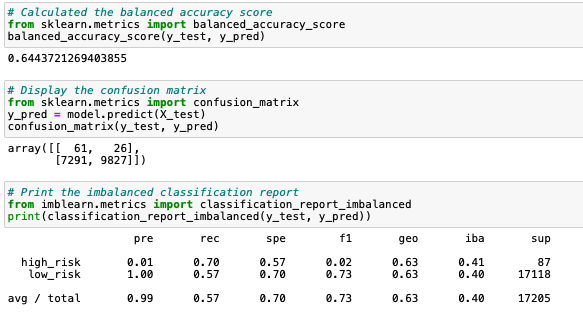 # Calculated the balanced accuracy score
from sklearn.metrics import balanced_accuracy_score
balanced_accuracy_score(y_test, y_pred)
0.6443721269403855
# Display the confusion matrix
from sklearn.metrics import confusion_matrix
y_pred = model.predict(X_test)
confusion_matrix(y_test, y_pred)
array([[  61,   26],
       [7291, 9827]])
# Print the imbalanced classification report
from imblearn.metrics import classification_report_imbalanced
print(classification_report_imbalanced(y_test, y_pred))
pre rec spe f1 geo iba sup
high_risk 0.01 0.70 0.57 0.02 0.63 0.41 87
low_risk 1.00 0.57 0.70 0.73 0.63 0.40 17118
avg / total 0.99 0.57 0.70 0.73 0.63 0.40 17205